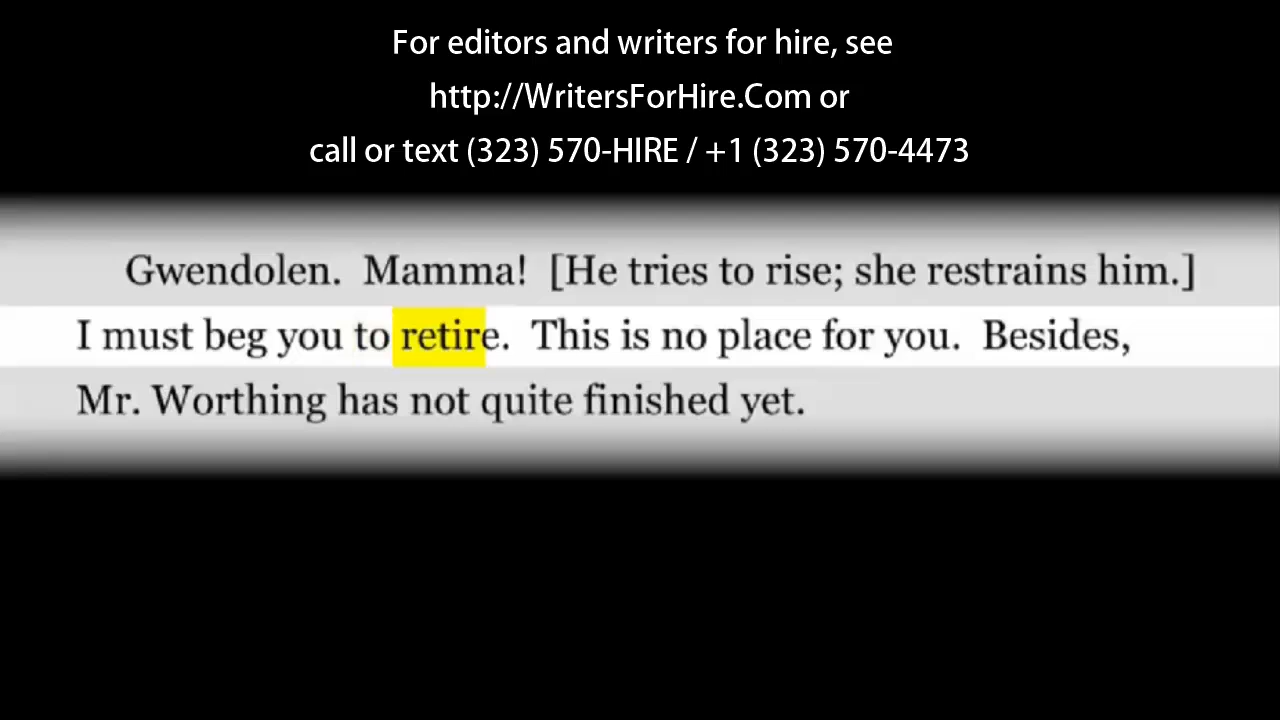 For editors and writers for hire, see
http://WritersForHire.Com or
call or text (323) 570-HIRE / +1 (323) 570-4473
Gwendolen.  Mamma!  [He tries to rise; she restrains him.]
I must beg you to retire.  This is no place for you.  Besides,
Mr. Worthing has not quite finished yet.